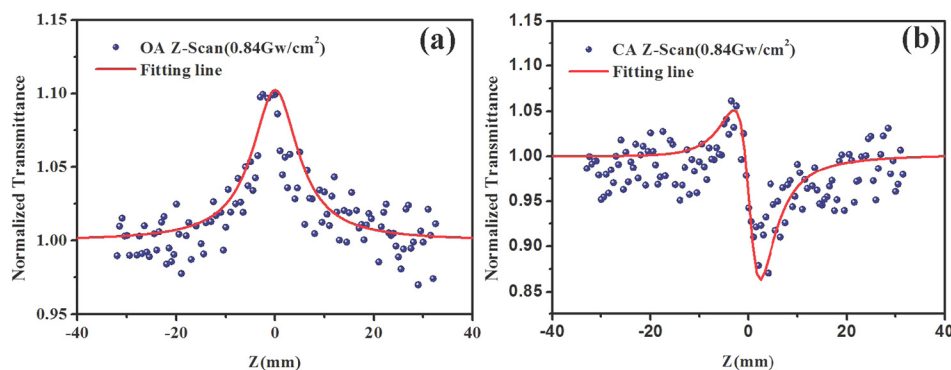 (a)
OA Z-Scan(0.84Gw/cm²)
Fitting line
Normalized Transmittance
1.15
1.10
1.05
1.00
0.95
-40
-20
0
20
40
Z(mm)
(b)
CA Z-Scan(0.84Gw/cm²)
Fitting line
Normalized Transmittance
1.15
1.10
1.05
1.00
0.95
0.90
0.85
-40
-20
0
20
40
Z(mm)